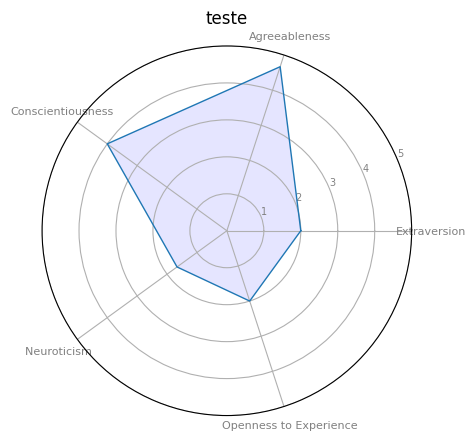 teste
Agreeableness
Conscientiousness
5
4
3
2
1
Extraversion
Neuroticism
Openness to Experience